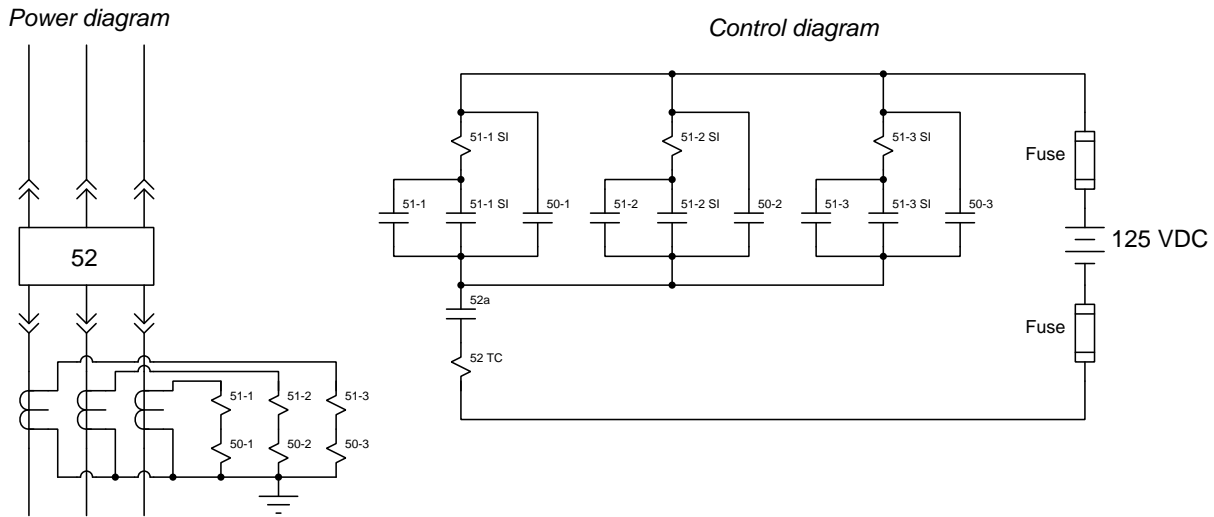 Power diagram
Control diagram
51-1 SI
51-2 SI
51-3 SI
Fuse
51-1
51-1 SI
50-1
51-2
51-2 SI
50-2
51-3
51-3 SI
50-3
125 VDC
52
52a
Fuse
52 TC
51-1
51-2
51-3
50-1
50-2
50-3